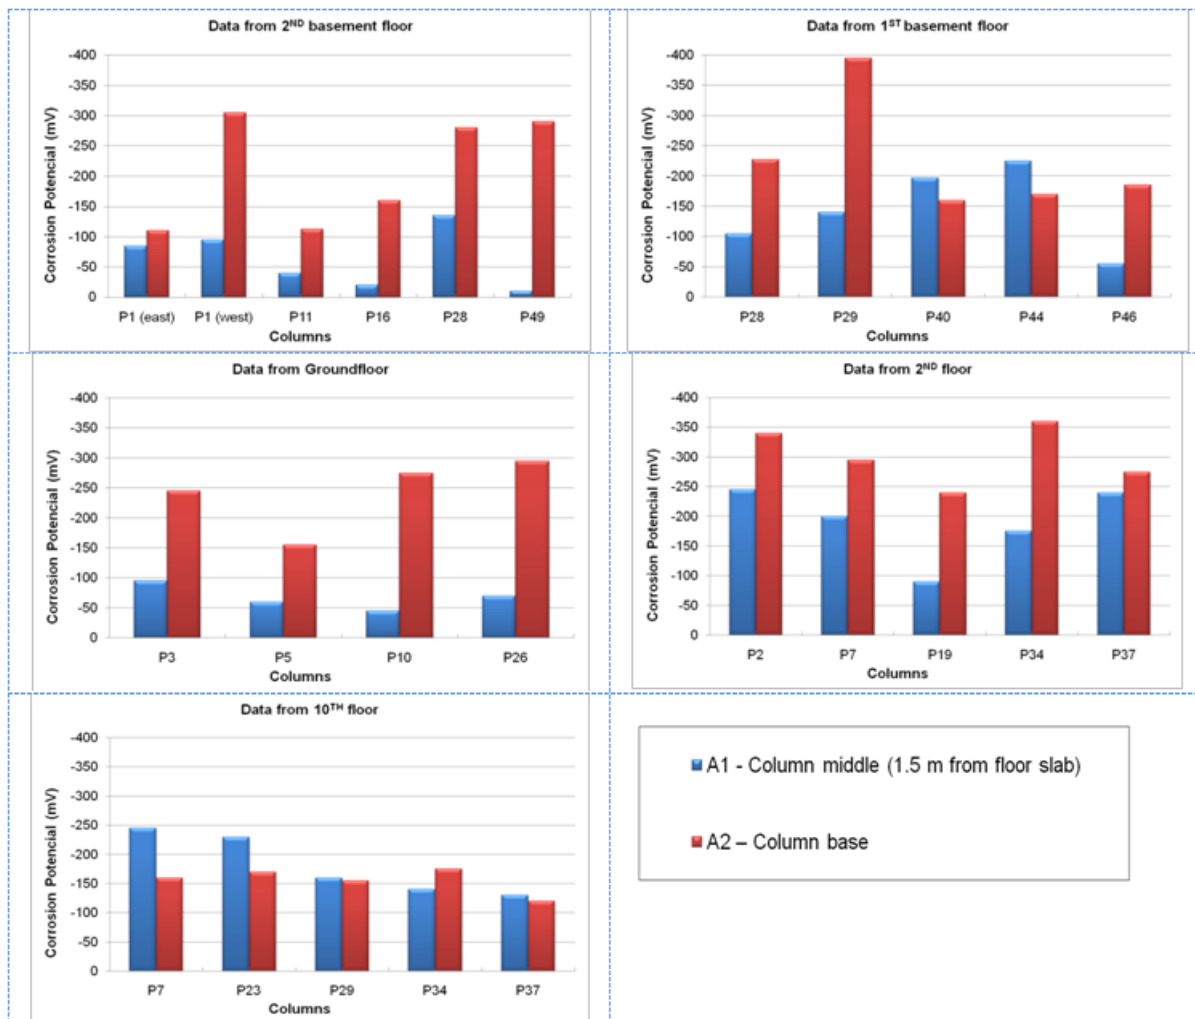 Data from 2ND basement floor
Corrosion Potencial (mV)
-400
-350
-300
-250
-200
-150
-100
-50
0
P1 (east) P1 (west) P11 P16 P28 P49
Columns
Data from 1ST basement floor
Corrosion Potencial (mV)
-400
-350
-300
-250
-200
-150
-100
-50
0
P28 P29 P40 P44 P46
Columns
Data from Groundfloor
Corrosion Potencial (mV)
-400
-350
-300
-250
-200
-150
-100
-50
0
P3 P5 P10 P26
Columns
Data from 2ND floor
Corrosion Potencial (mV)
-400
-350
-300
-250
-200
-150
-100
-50
0
P2 P7 P19 P34 P37
Columns
Data from 10TH floor
Corrosion Potencial (mV)
-400
-350
-300
-250
-200
-150
-100
-50
0
P7 P23 P29 P34 P37
Columns
A1 - Column middle (1.5 m from floor slab)
A2 – Column base